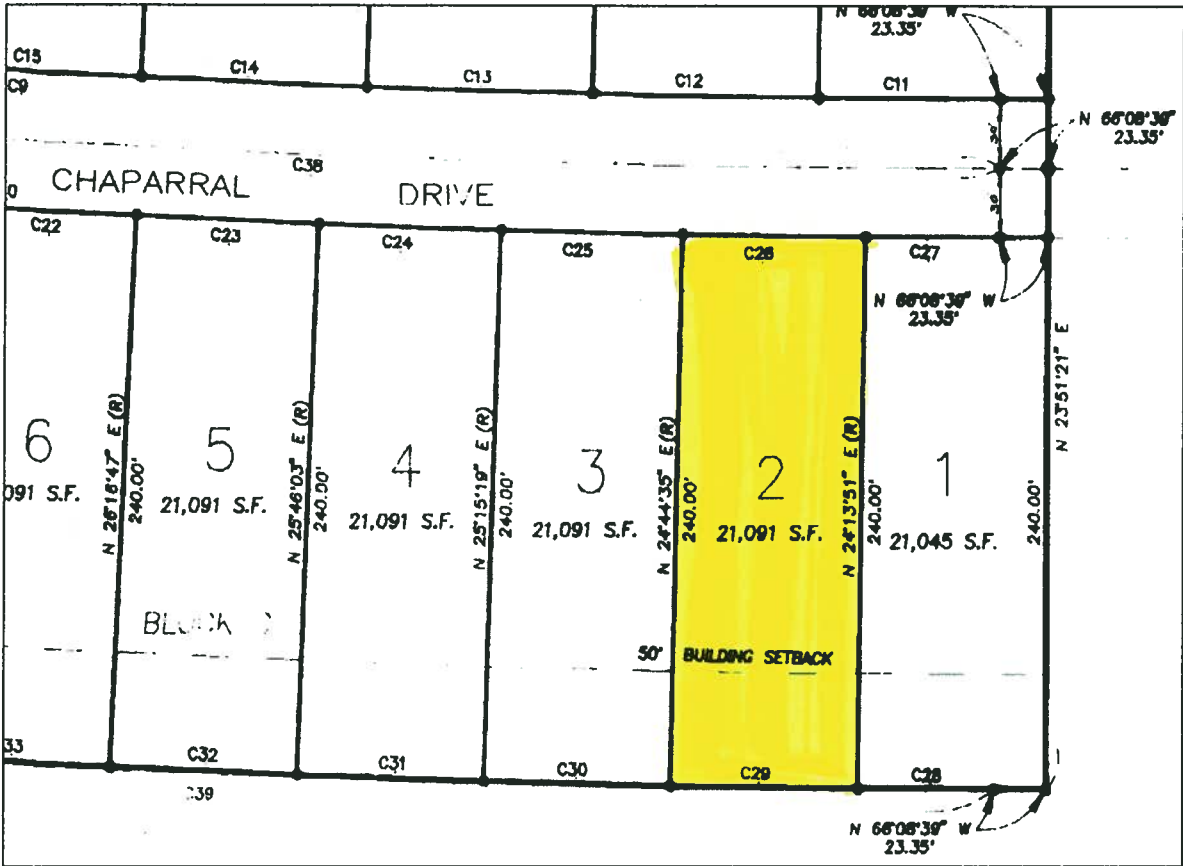 N 66°08'39" W
23.35'
C15
C14
C13
C12
C11
C9
N 66°08'39"
23.35'
30'
C38
CHAPARRAL DRIVE
30'
C22
C23
C24
C25
C26
C27
N 66°08'39" W
23.35'
N 23°51'21" E
240.00'
6
091 S.F.
N 26°16'47" E (R)
240.00'
5
21,091 S.F.
N 25°46'03" E (R)
240.00'
4
21,091 S.F.
N 25°15'19" E (R)
240.00'
3
21,091 S.F.
N 24°44'35" E (R)
240.00'
2
21,091 S.F.
N 24°13'51" E (R)
240.00'
1
21,045 S.F.
BLOCK
50' BUILDING SETBACK
33
C32
C31
C30
C29
C28
C39
N 66°08'39" W
23.35'